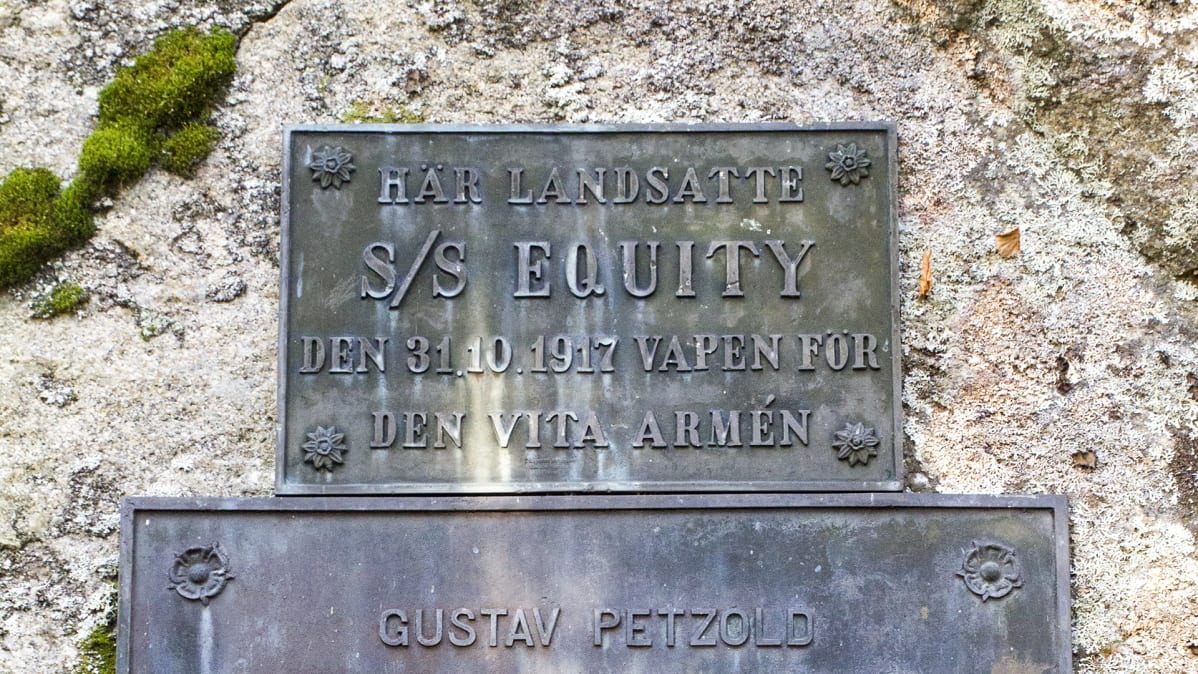 HÄR LANDSATTE
S/S EQUITY
DEN 31.10.1917 VAPEN FÖR
DEN VITA ARMÉN
GUSTAV PETZOLD